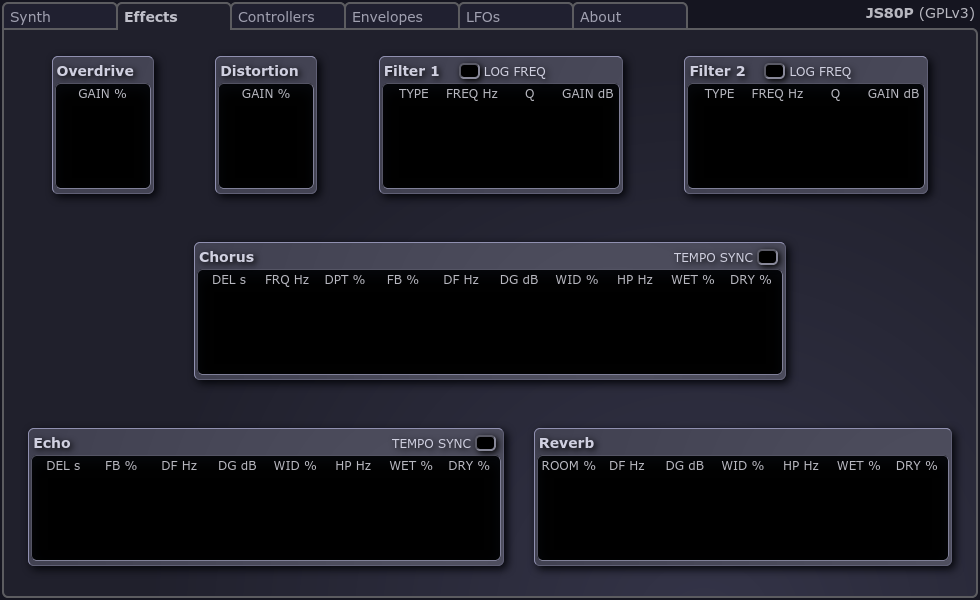 Synth Effects Controllers Envelopes LFOs About JS80P (GPLv3)
Overdrive Distortion Filter 1 LOG FREQ Filter 2 LOG FREQ
GAIN % GAIN % TYPE FREQ Hz Q GAIN dB TYPE FREQ Hz Q GAIN dB
Chorus TEMPO SYNC
DEL s FRQ Hz DPT % FB % DF Hz DG dB WID % HP Hz WET % DRY %
Echo TEMPO SYNC Reverb
DEL s FB % DF Hz DG dB WID % HP Hz WET % DRY % ROOM % DF Hz DG dB WID % HP Hz WET % DRY %